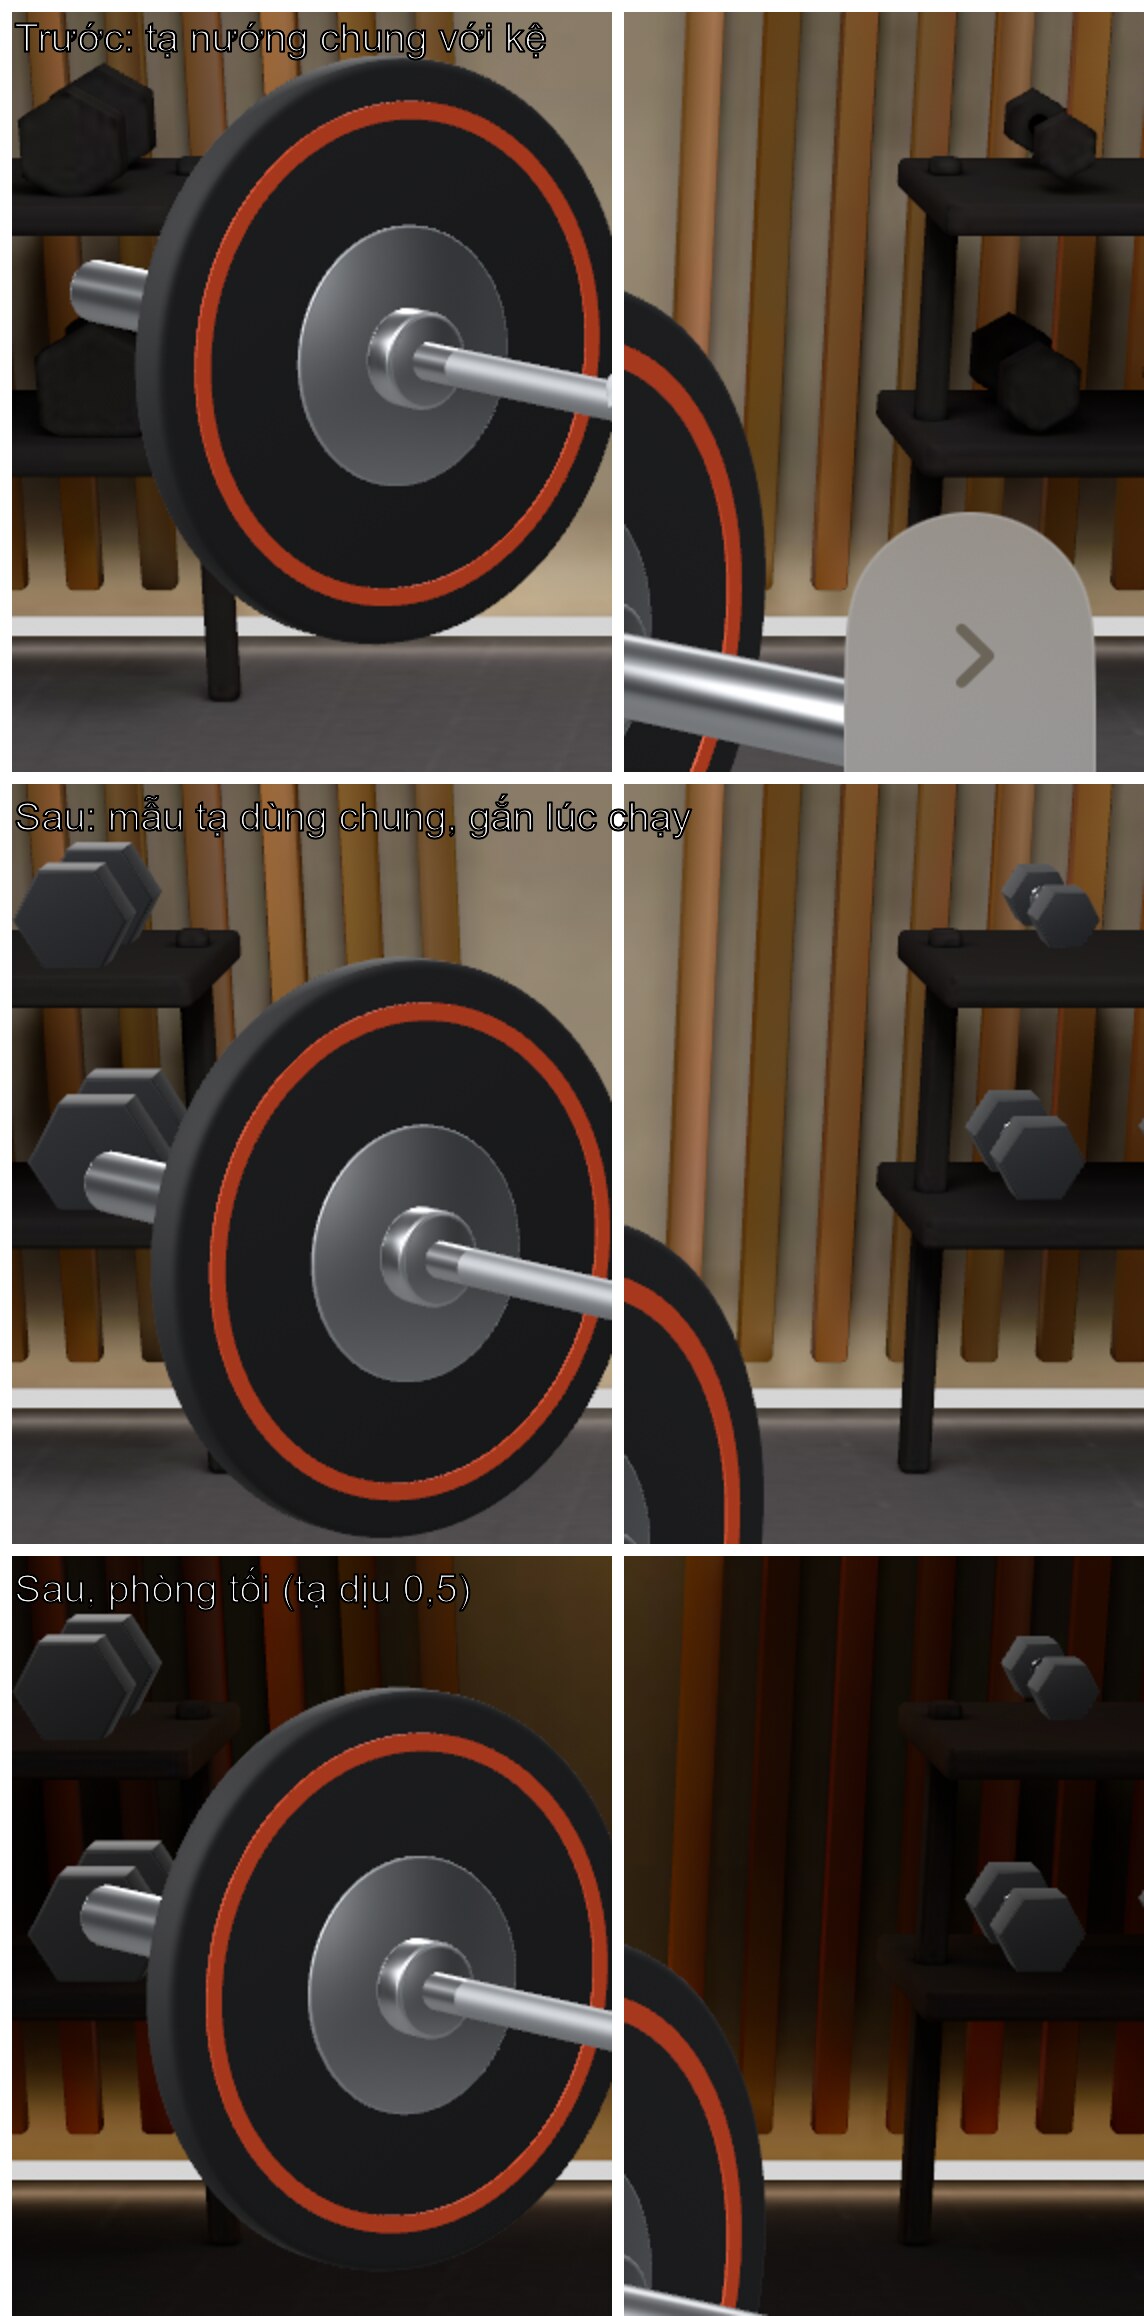 Trước: tạ nướng chung với kệ
Sau: mẫu tạ dùng chung, gắn lúc chạy
Sau. phòng tối (tạ dịu 0,5)